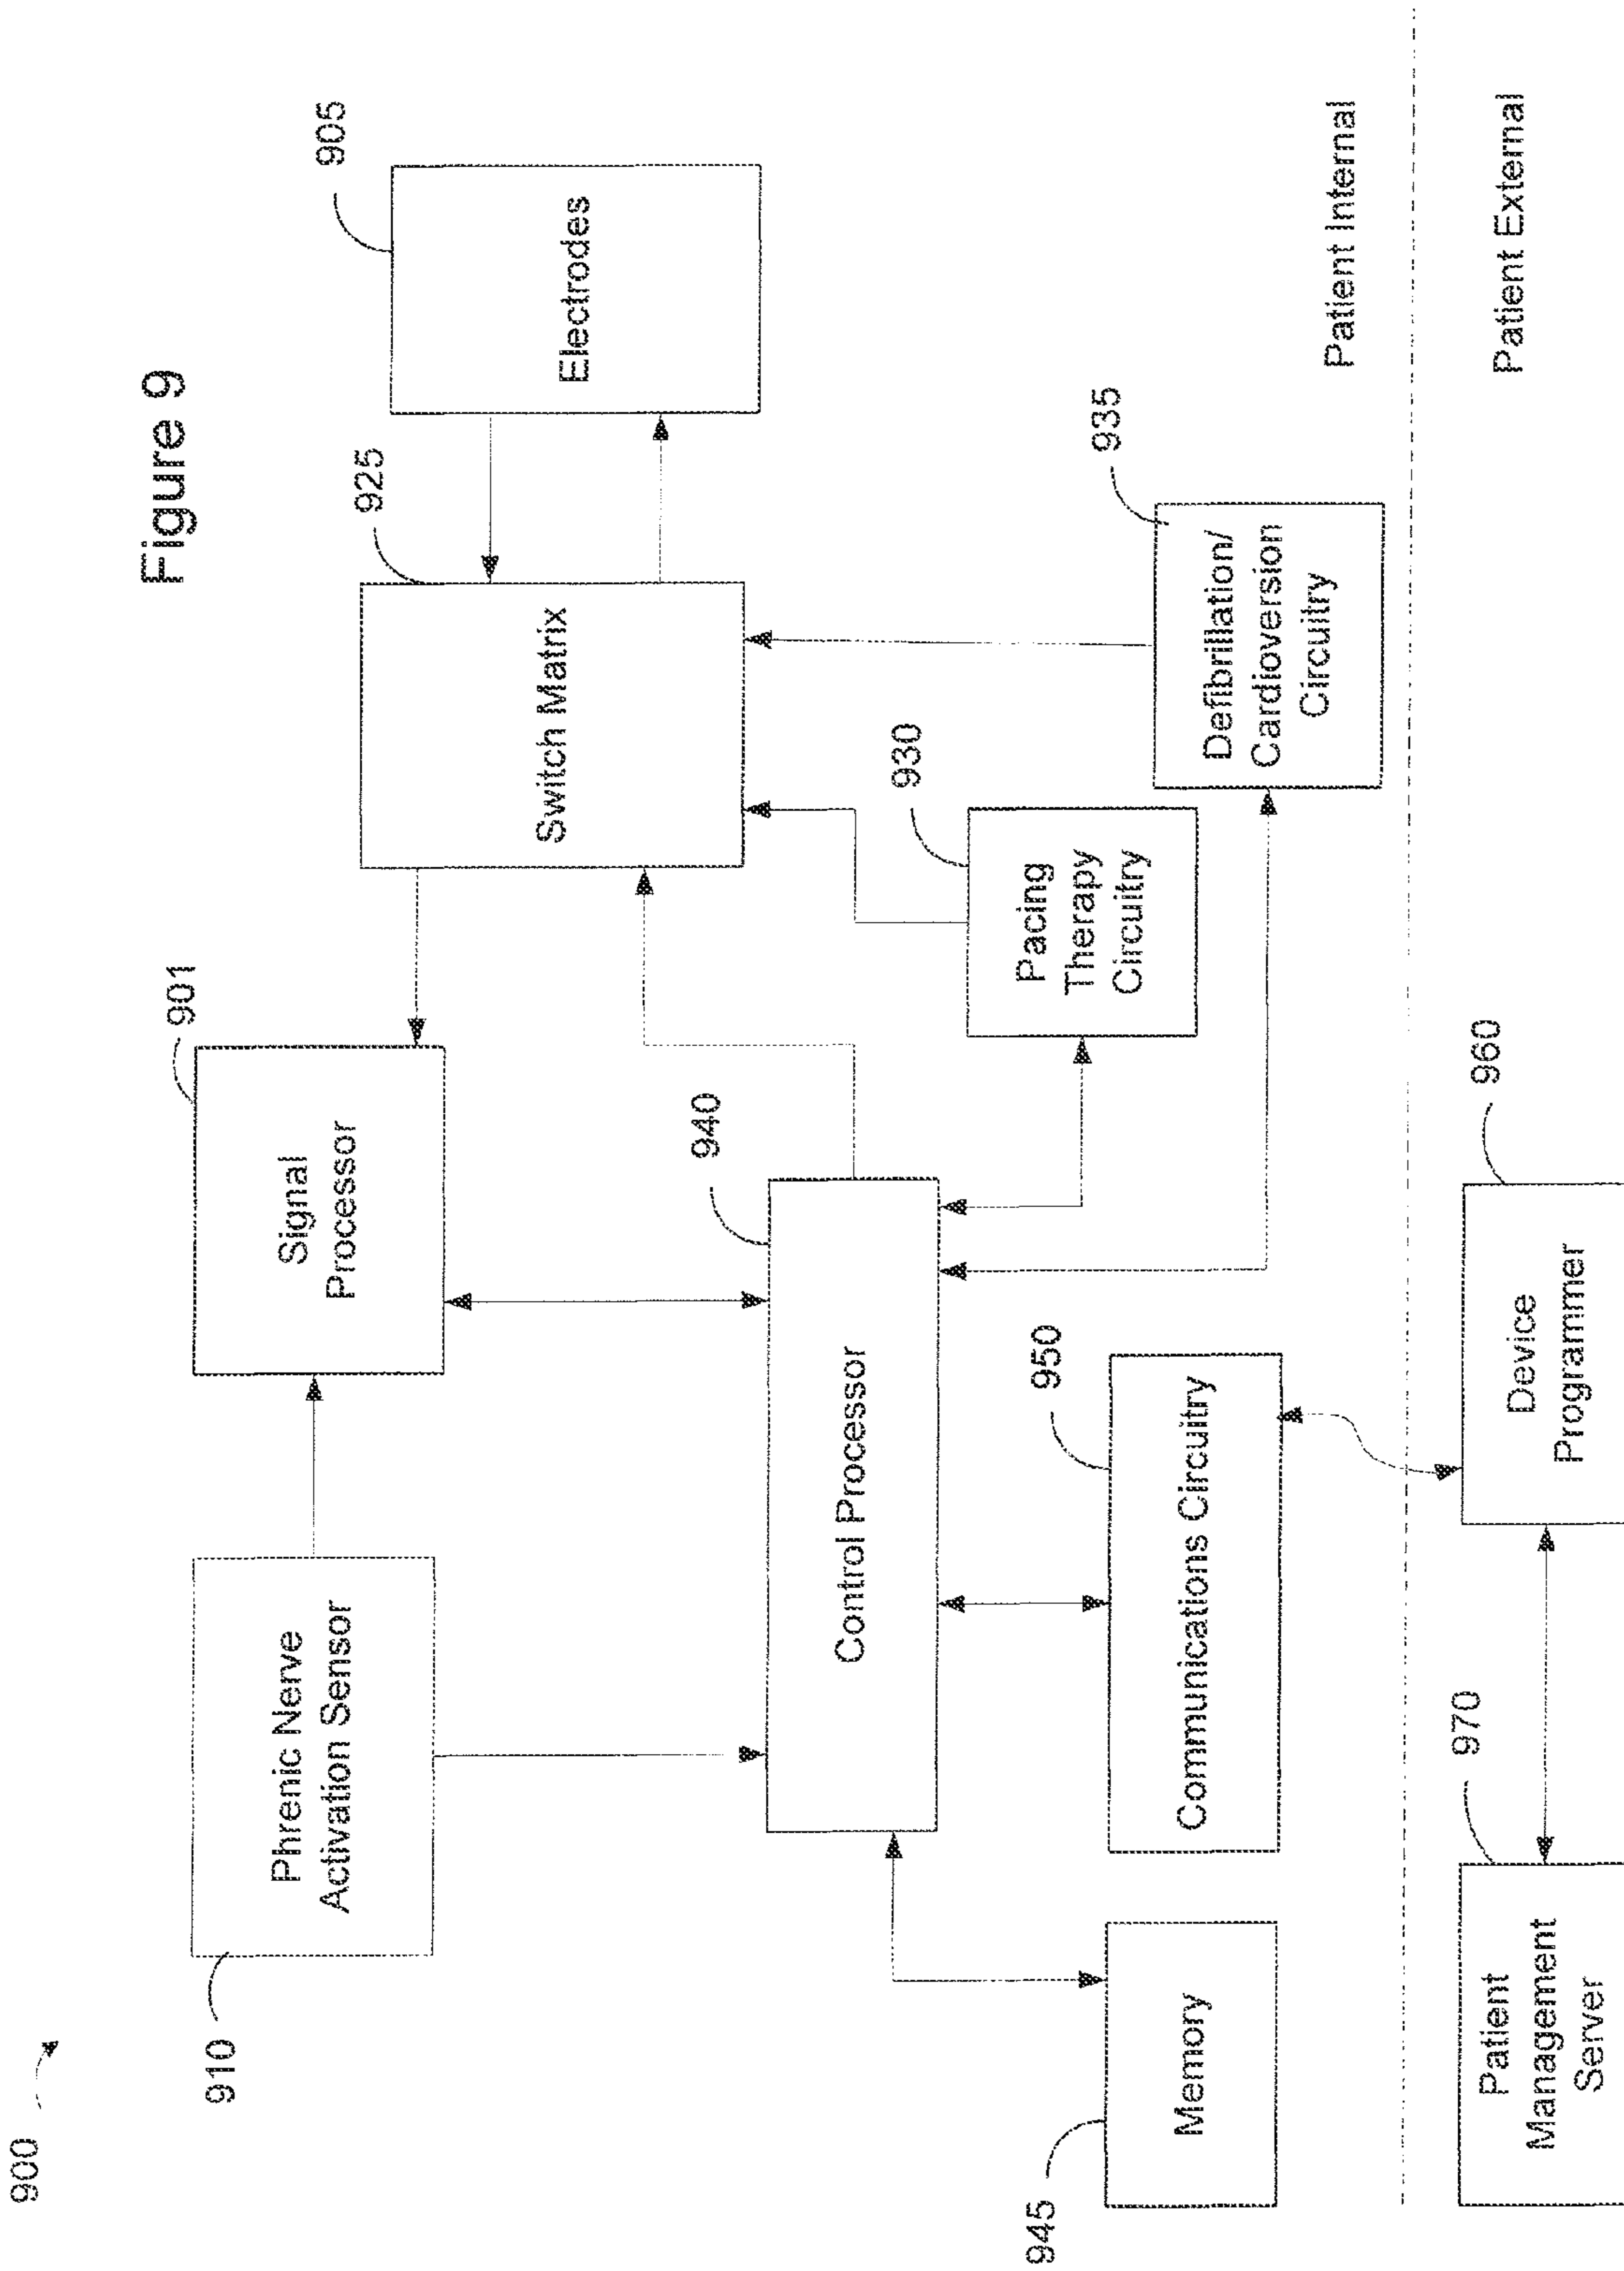 900
Figure 9
910
Phrenic Nerve
Activation Sensor
901
Signal
Processor
925
Switch Matrix
905
Electrodes
940
Control Processor
930
Pacing
Therapy
Circuitry
935
Defibrillation/
Cardioversion
Circuitry
945
Memory
950
Communications Circuitry
Patient Internal
Patient External
970
Patient
Management
Server
960
Device
Programmer